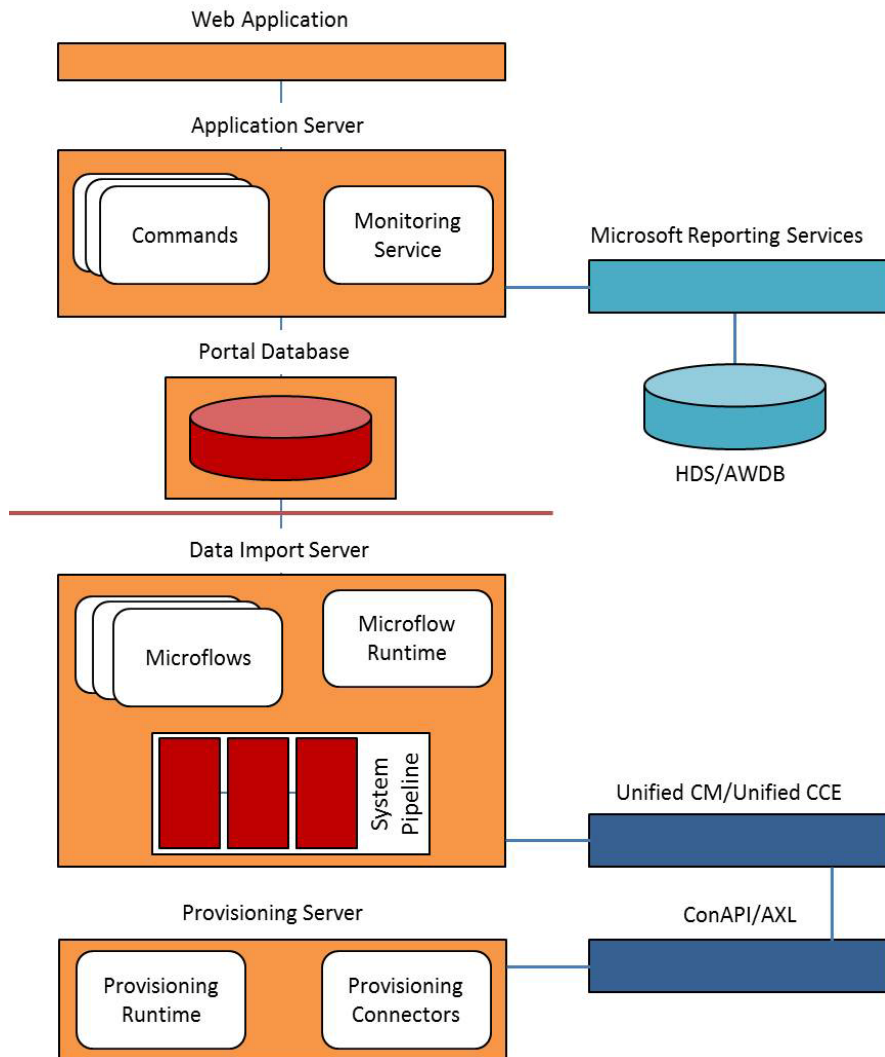 Web Application
Application Server
Commands
Monitoring
Service
Microsoft Reporting Services
Portal Database
HDS/AWDB
Data Import Server
Microflows
Microflow
Runtime
System
Pipeline
Unified CM/Unified CCE
Provisioning Server
ConAPI/AXL
Provisioning
Runtime
Provisioning
Connectors